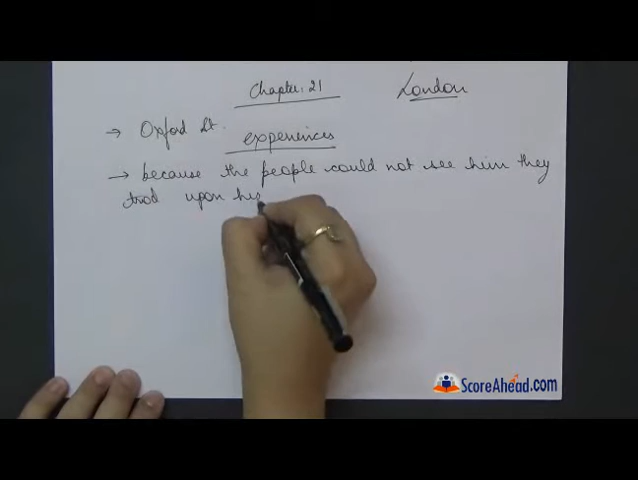 Chapter: 21 London
→ Oxford St. experiences
→ because the people could not see him they
trod upon his
ScoreAhead.com